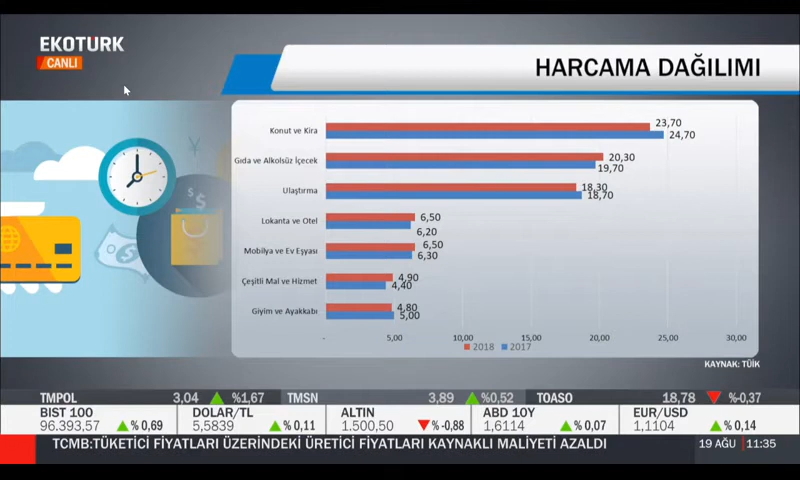 EKOTÜRK
CANLI
HARCAMA DAĞILIMI
Konut ve Kira
23,70
24,70
Gıda ve Alkolsüz İçecek
20,30
19,70
Ulaştırma
18,30
18,70
Lokanta ve Otel
6,50
6,20
Mobilya ve Ev Eşyası
6,50
6,30
Çeşitli Mal ve Hizmet
4,90
4,40
Giyim ve Ayakkabı
4,80
5,00
- 5,00 10,00 15,00 20,00 25,00 30,00
2018 2017
KAYNAK: TÜİK
TMPOL 3,04 %1,67 TMSN 3,89 %0,52 TOASO 18,78 %-0,37
BIST 100 DOLAR/TL ALTIN ABD 10Y EUR/USD
96.393,57 % 0,69 5,5839 % 0,11 1.500,50 % -0,88 1,6114 % 0,07 1,1104 % 0,14
TCMB:TÜKETİCİ FİYATLARI ÜZERİNDEKİ ÜRETİCİ FİYATLARI KAYNAKLI MALİYETİ AZALDI 19 AĞU 11:35